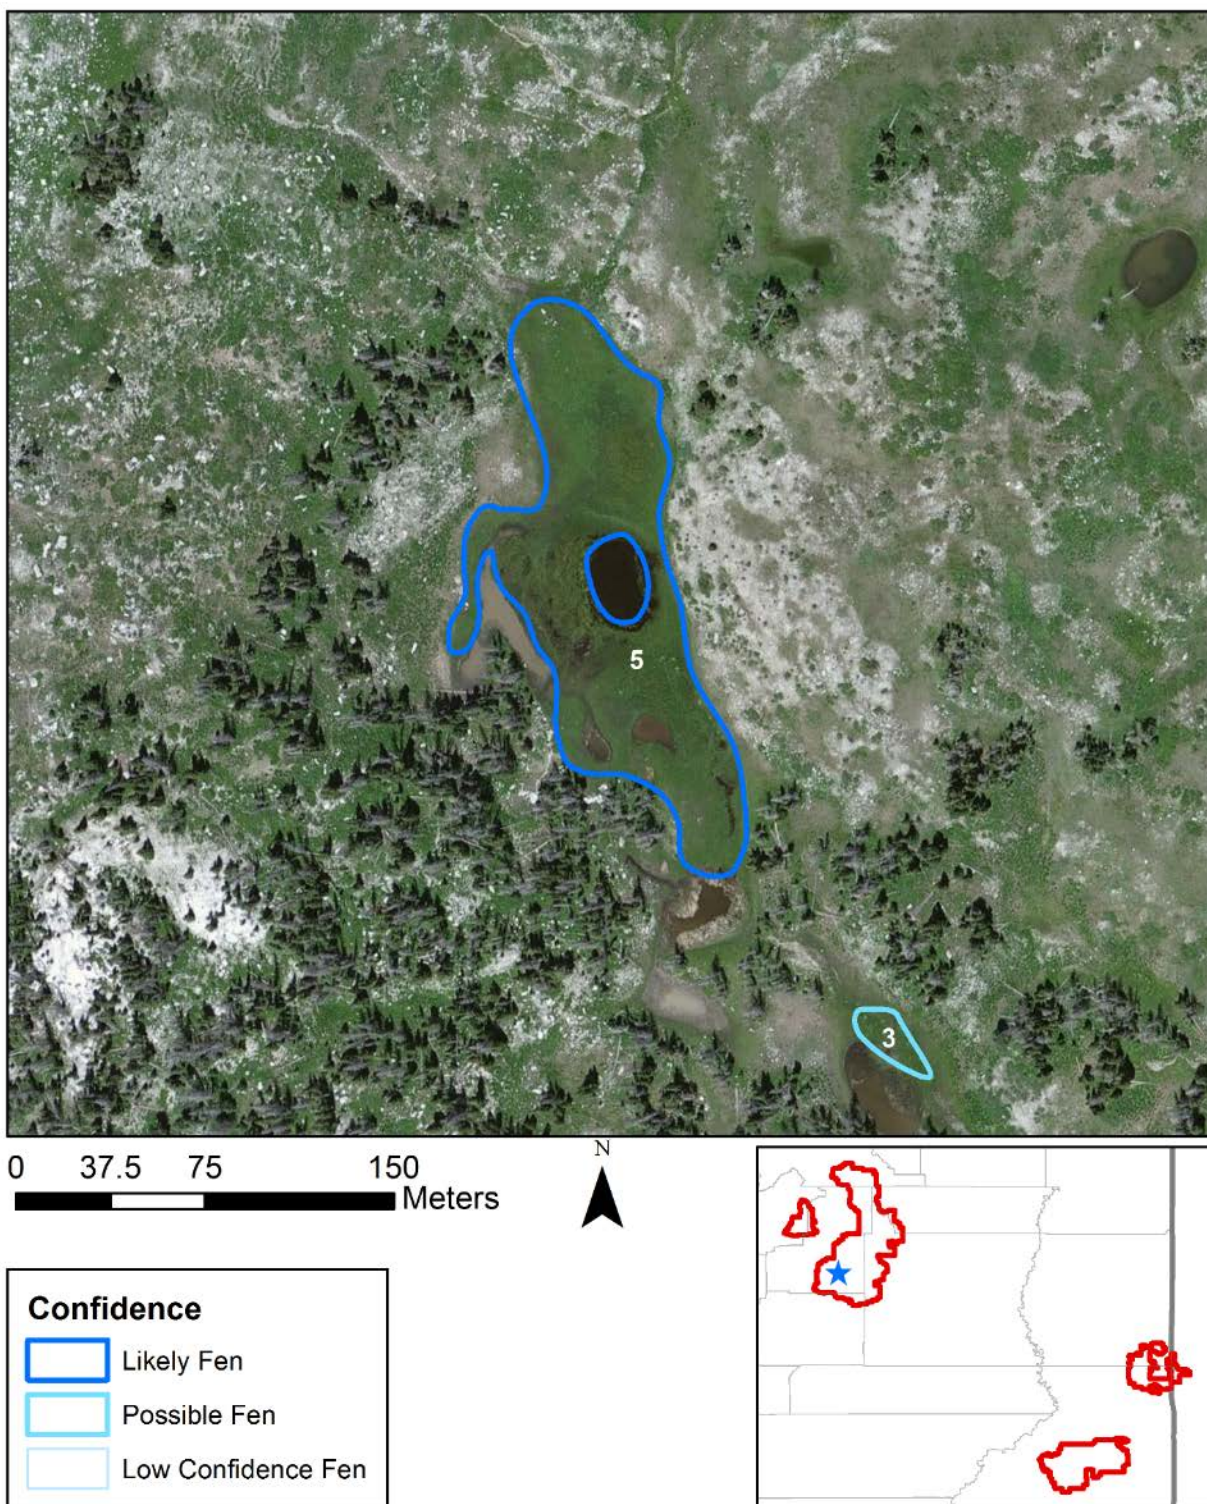 5
3
0 37.5 75 150
Meters
N
Confidence
Likely Fen
Possible Fen
Low Confidence Fen